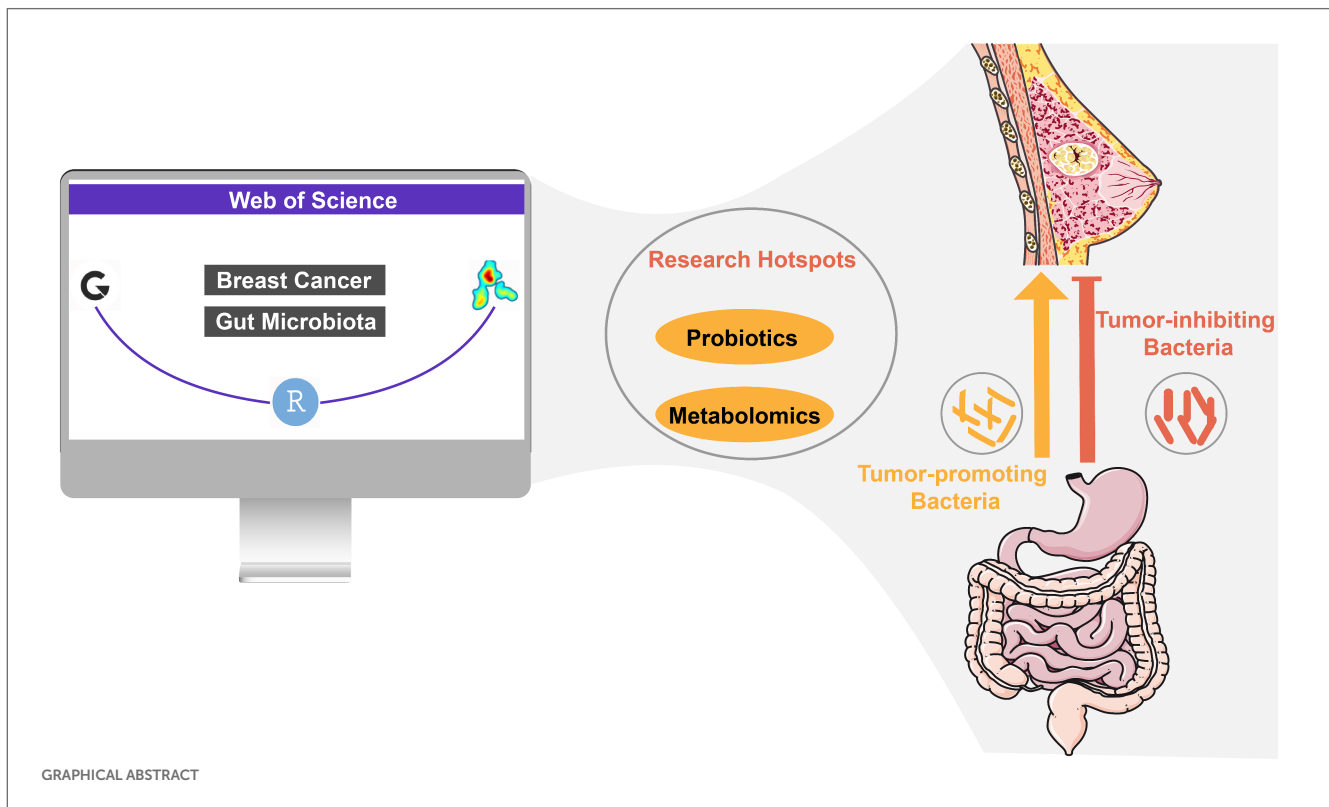 Web of Science
G
Breast Cancer
Gut Microbiota
R
Research Hotspots
Probiotics
Metabolomics
Tumor-inhibiting
Bacteria
Tumor-promoting
Bacteria
GRAPHICAL ABSTRACT